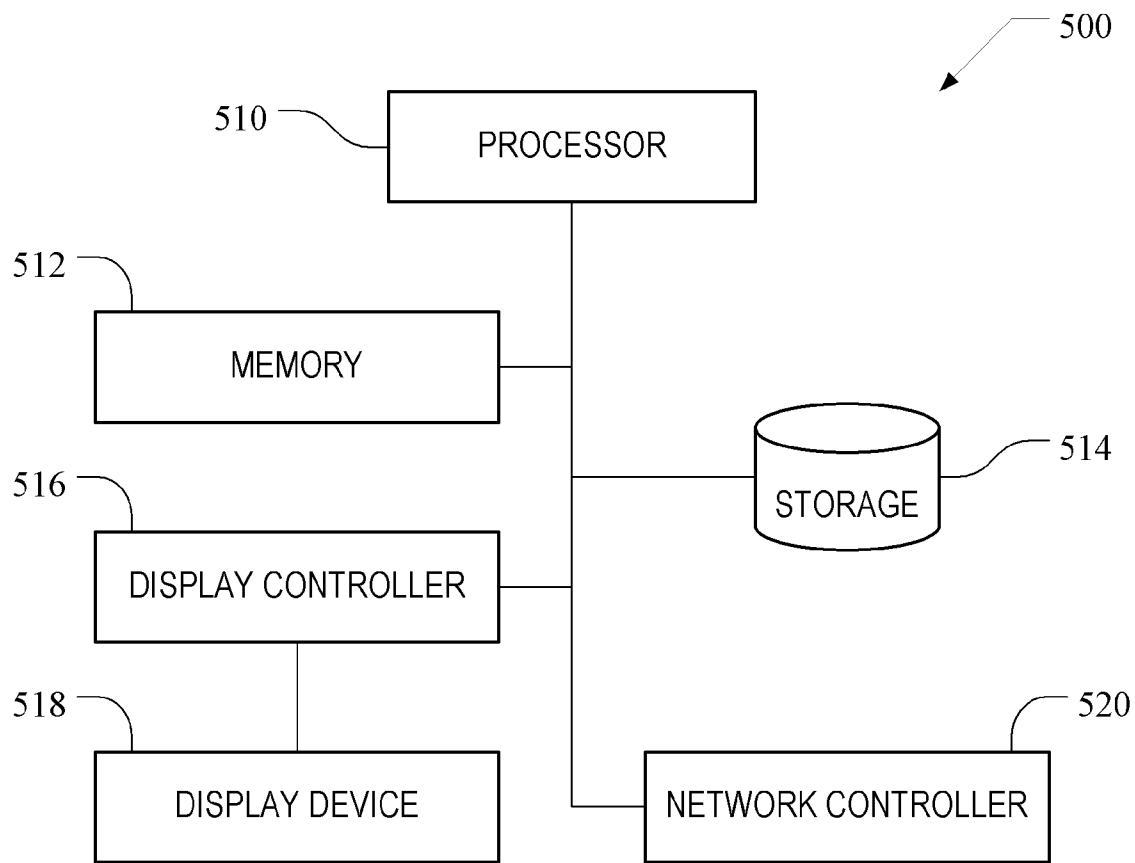 500
510
PROCESSOR
512
MEMORY
514
STORAGE
516
DISPLAY CONTROLLER
518
DISPLAY DEVICE
520
NETWORK CONTROLLER